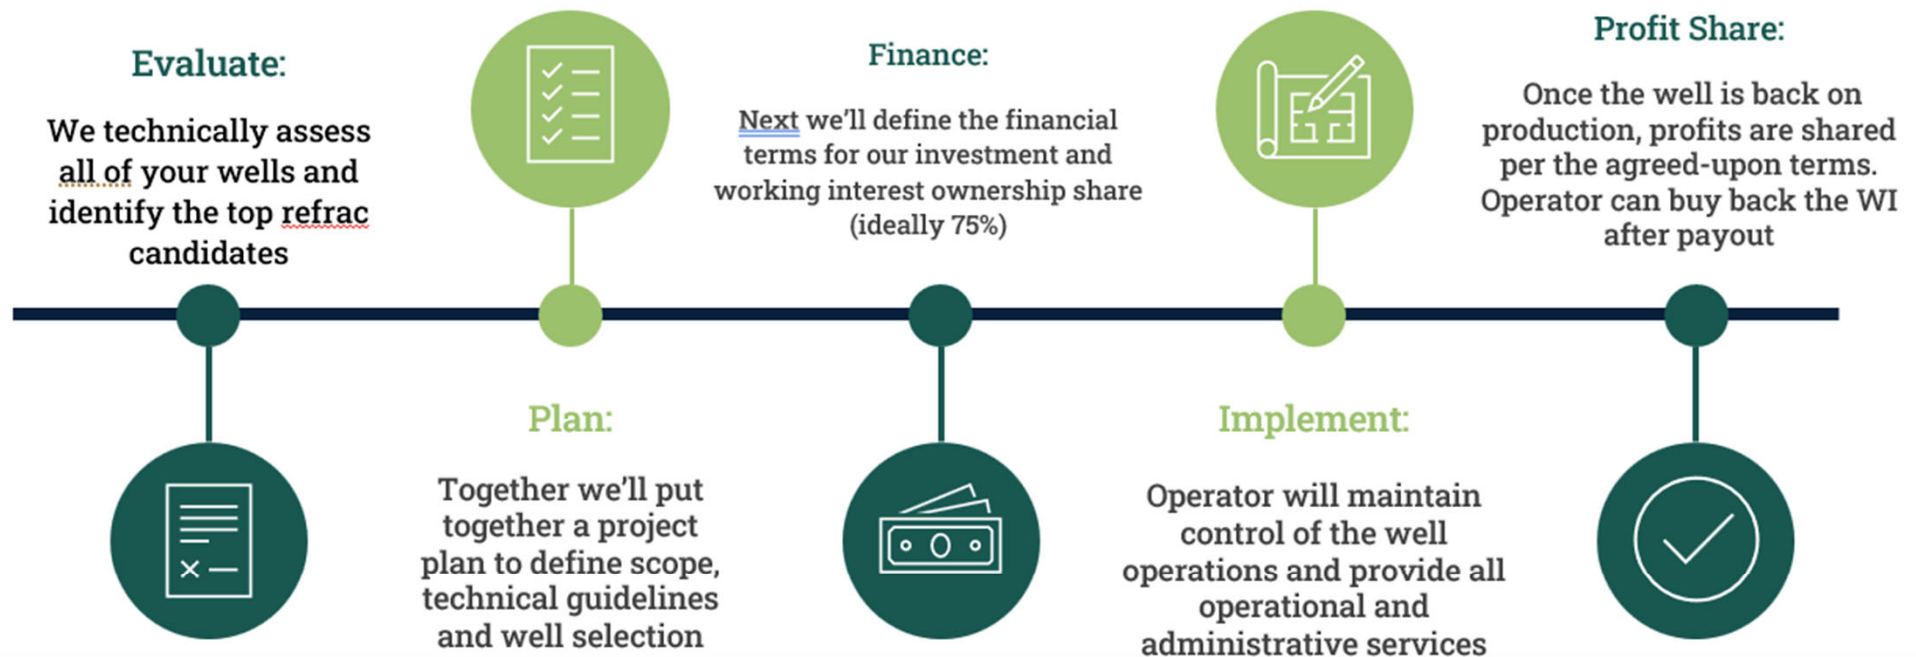 Evaluate:
We technically assess
all of your wells and
identify the top refrac
candidates
Plan:
Together we'll put
together a project
plan to define scope,
technical guidelines
and well selection
Finance:
Next we'll define the financial
terms for our investment and
working interest ownership share
(ideally 75%)
Implement:
Operator will maintain
control of the well
operations and provide all
operational and
administrative services
Profit Share:
Once the well is back on
production, profits are shared
per the agreed-upon terms.
Operator can buy back the WI
after payout